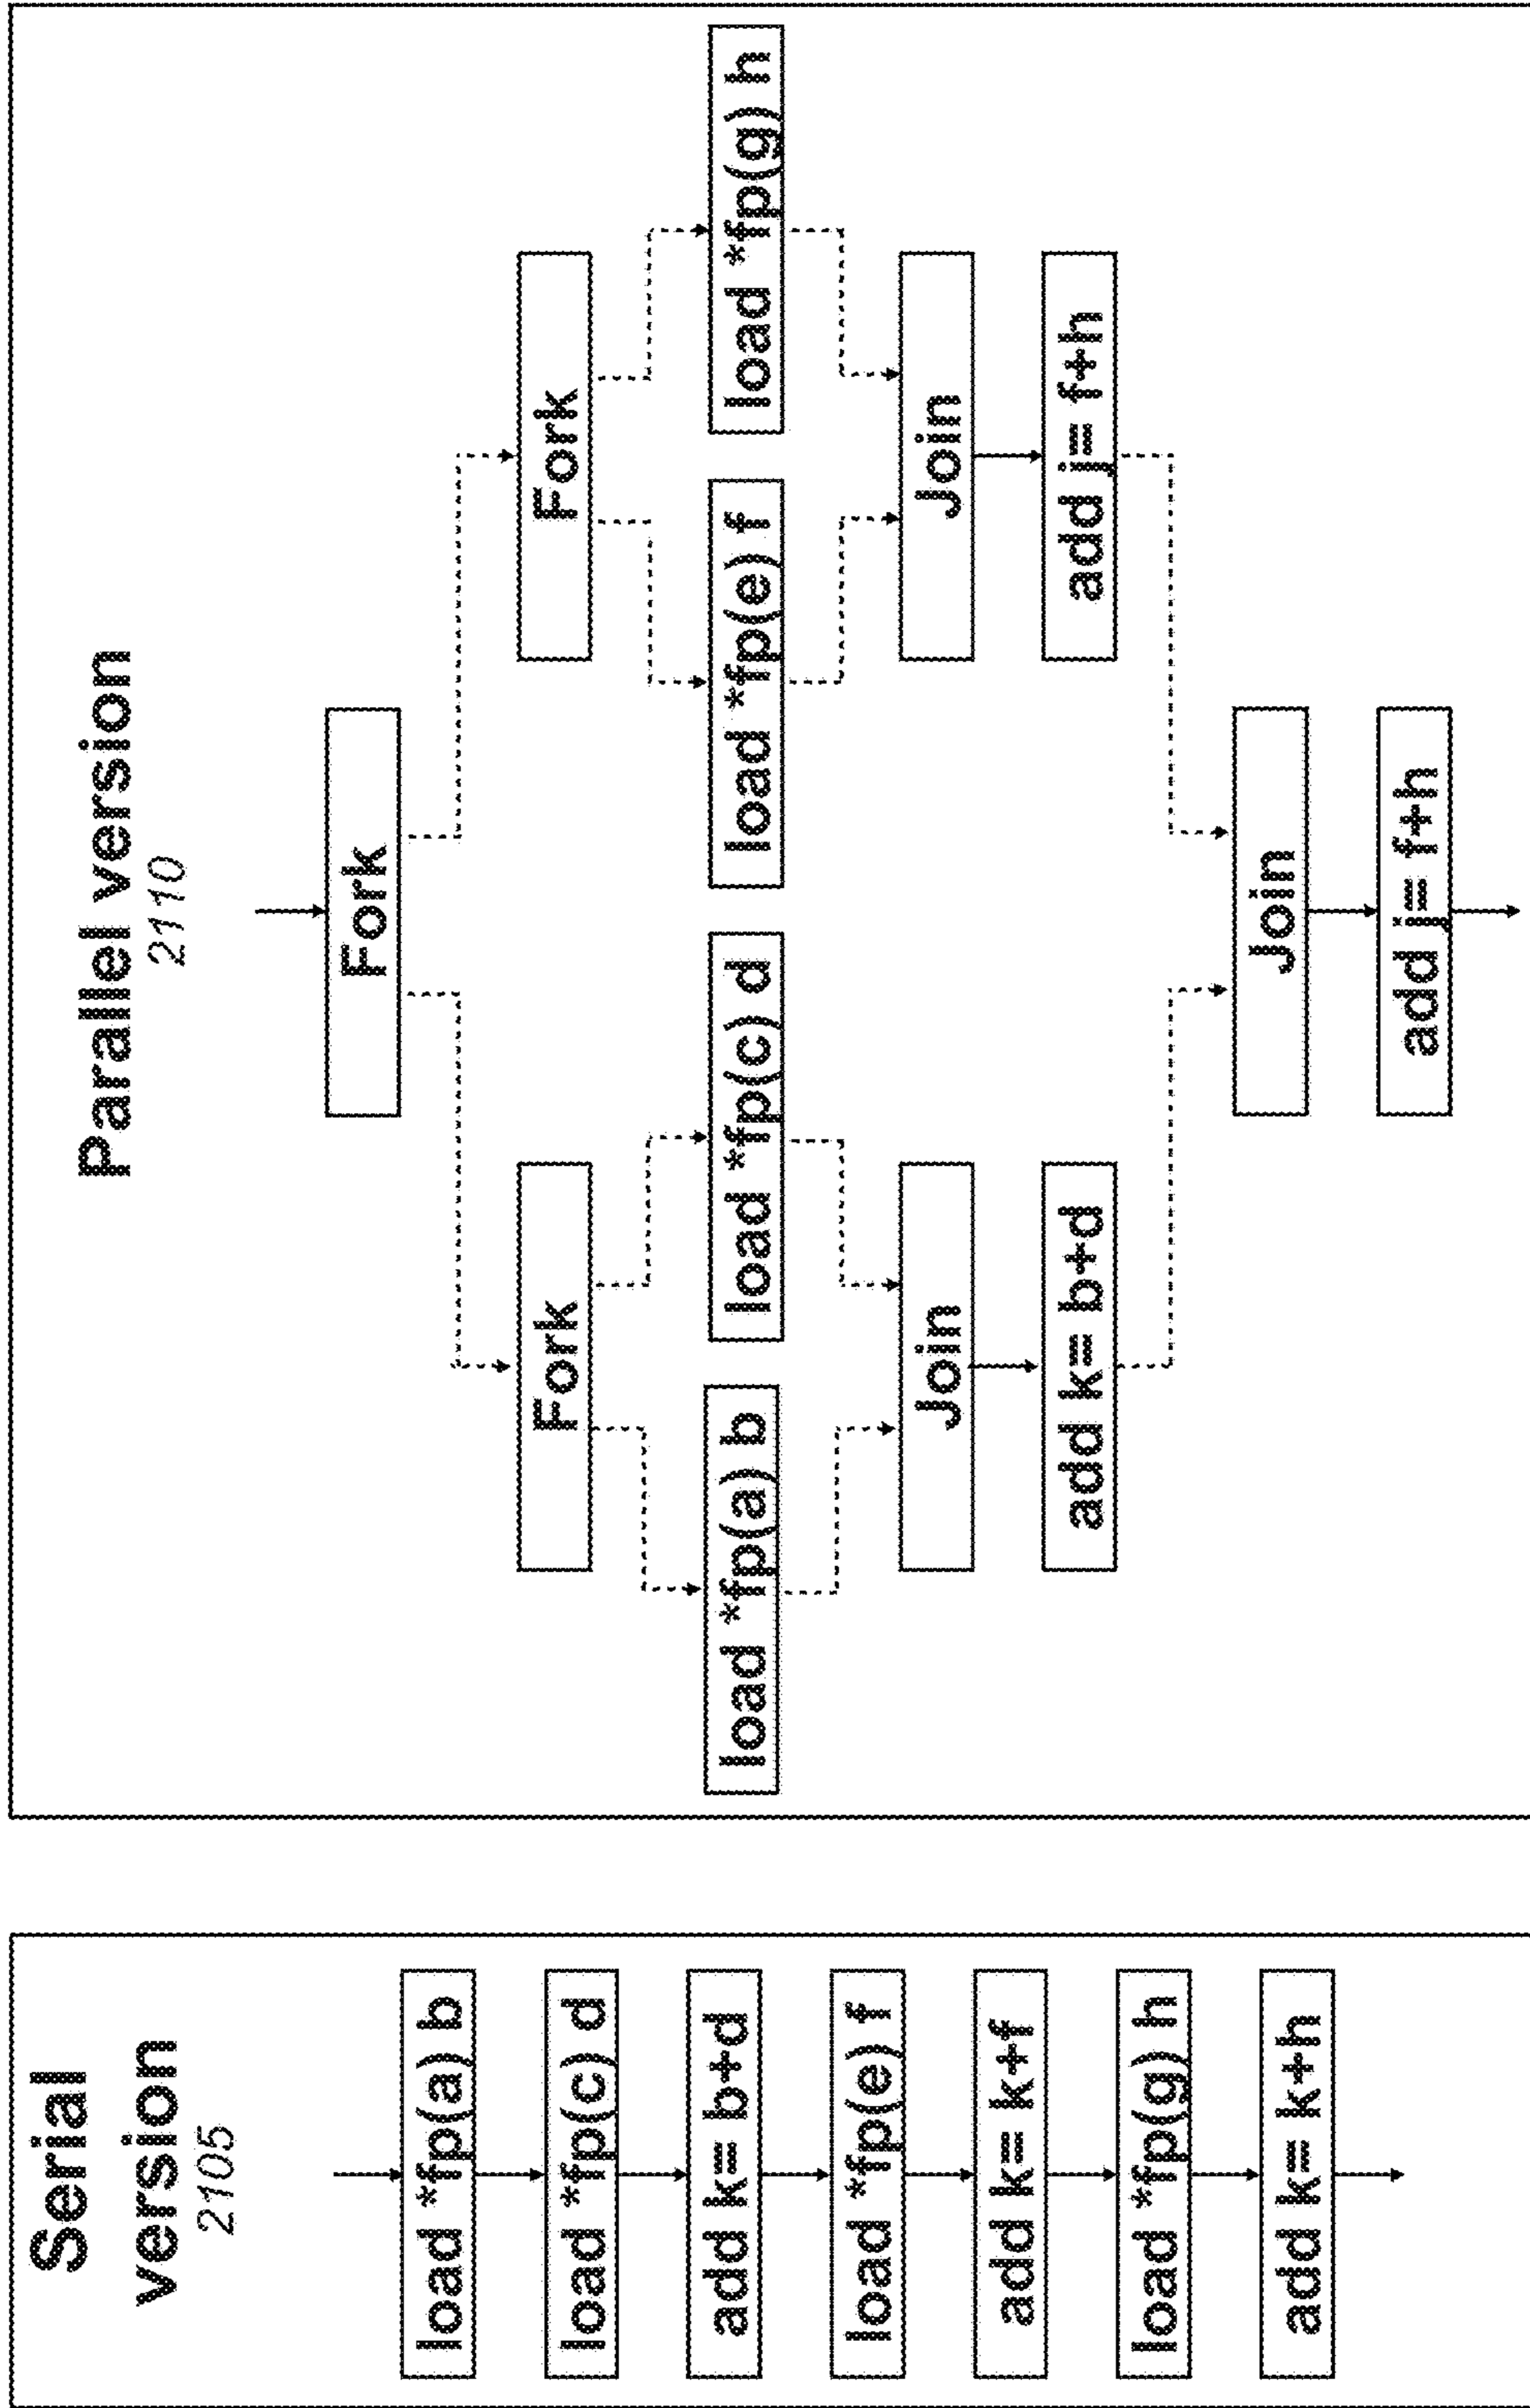 Serial
version
2105
load *fp(a) b
load *fp(c) d
add k= b+d
load *fp(e) f
add k= k+f
load *fp(g) h
add k= k+h
Parallel version
2110
Fork
Fork
Fork
load *fp(a) b
load *fp(c) d
load *fp(e) f
load *fp(g) h
Join
Join
add k= b+d
add j= f+h
Join
add j= f+h